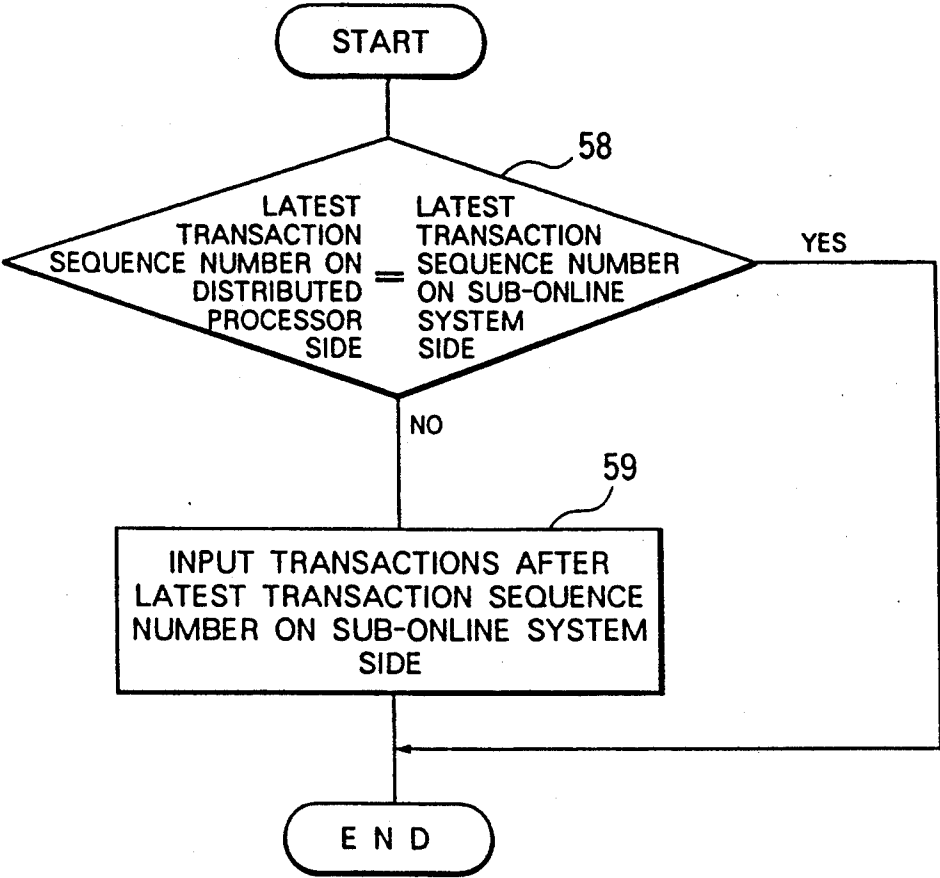 START
58
LATEST
TRANSACTION
SEQUENCE NUMBER ON
DISTRIBUTED
PROCESSOR
SIDE
=
LATEST
TRANSACTION
SEQUENCE NUMBER
ON SUB-ONLINE
SYSTEM
SIDE
YES
NO
59
INPUT TRANSACTIONS AFTER
LATEST TRANSACTION SEQUENCE
NUMBER ON SUB-ONLINE SYSTEM
SIDE
END